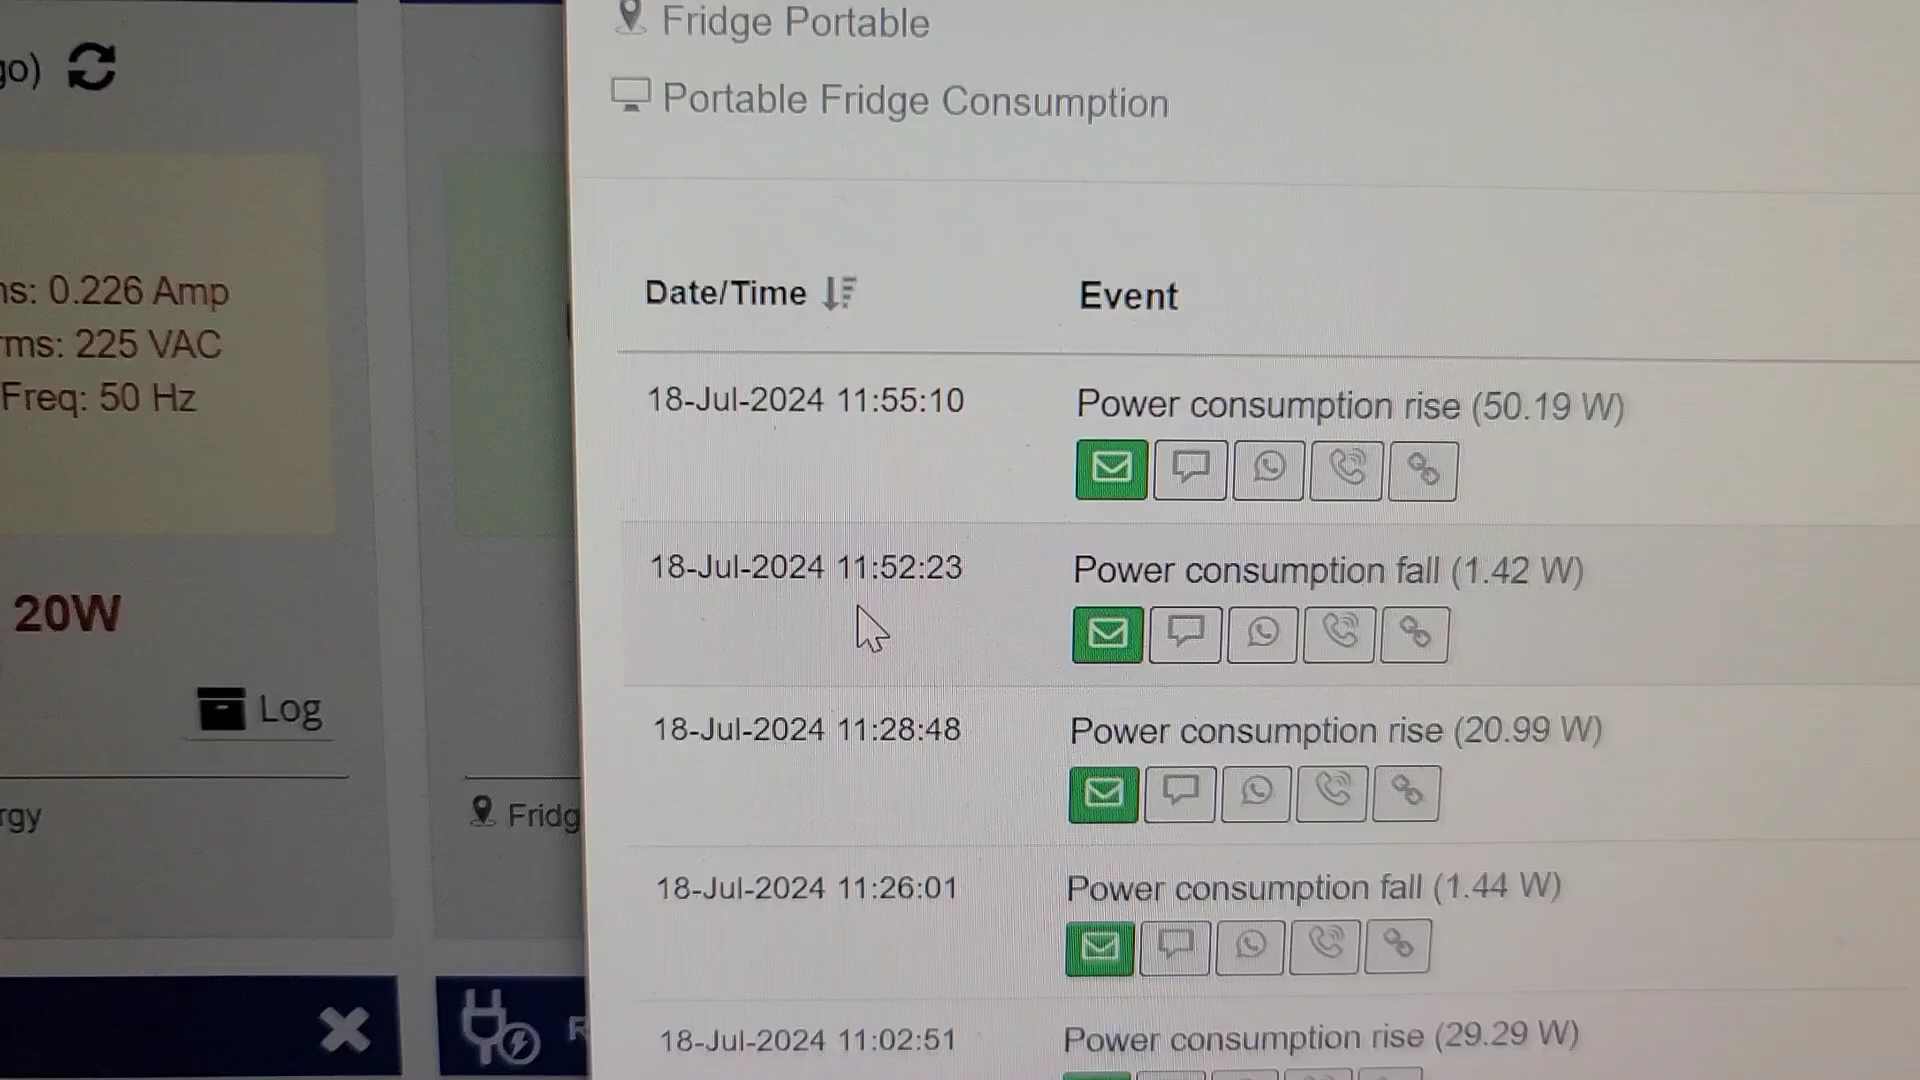 go)
ns: 0.226 Amp
rms: 225 VAC
Freq: 50 Hz
20W
Log
rgy
Fridg
Fridge Portable
Portable Fridge Consumption
Date/Time Event
18-Jul-2024 11:55:10 Power consumption rise (50.19 W)
18-Jul-2024 11:52:23 Power consumption fall (1.42 W)
18-Jul-2024 11:28:48 Power consumption rise (20.99 W)
18-Jul-2024 11:26:01 Power consumption fall (1.44 W)
18-Jul-2024 11:02:51 Power consumption rise (29.29 W)